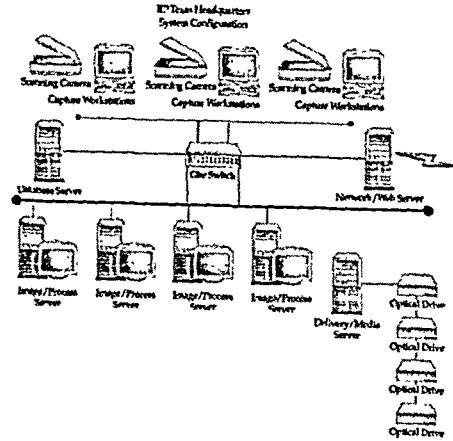 Team Headquarters
System Configuration
Scanning Camera
Capture Workstations
Scanning Camera
Capture Workstations
Scanning Camera
Capture Workstations
Database Server
Switch
Network/Web Server
Image/Process
Server
Image/Process
Server
Image/Process
Server
Image/Process
Server
Delivery/Media
Server
Optical Drive
Optical Drive
Optical Drive
Optical Drive